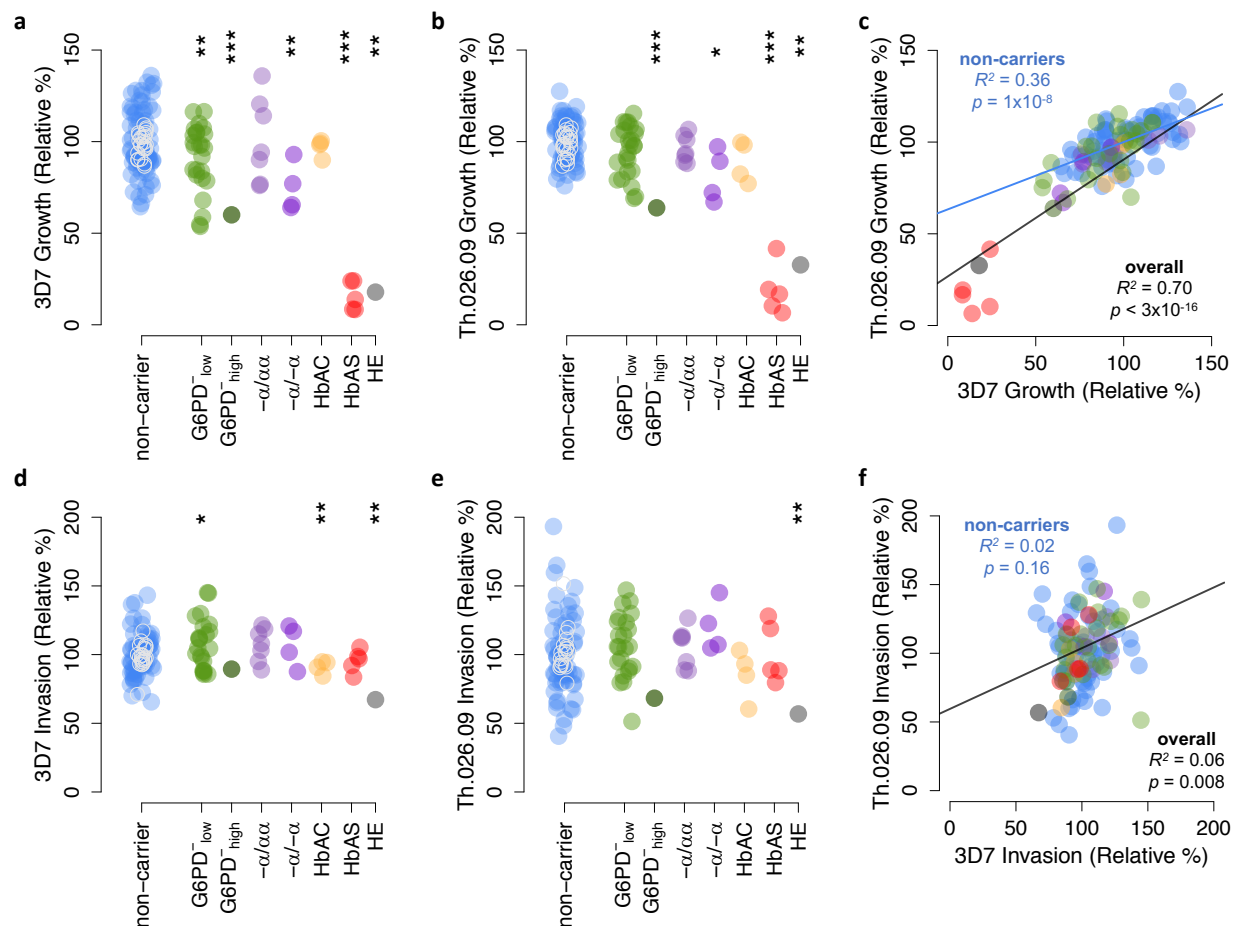 a
3D7 Growth (Relative %)
0
50
100
150
**
***
**
***
**
non−carrier
G6PD−low
G6PD−high
−α/αα
−α/−α
HbAC
HbAS
HE
b
Th.026.09 Growth (Relative %)
0
50
100
150
***
*
***
**
non−carrier
G6PD−low
G6PD−high
−α/αα
−α/−α
HbAC
HbAS
HE
c
Th.026.09 Growth (Relative %)
0
50
100
150
non-carriers
R² = 0.36
p = 1x10⁻⁸
overall
R² = 0.70
p < 3x10⁻¹⁶
0
50
100
150
3D7 Growth (Relative %)
d
3D7 Invasion (Relative %)
0
50
100
150
200
*
**
**
non−carrier
G6PD−low
G6PD−high
−α/αα
−α/−α
HbAC
HbAS
HE
e
Th.026.09 Invasion (Relative %)
0
50
100
150
200
**
non−carrier
G6PD−low
G6PD−high
−α/αα
−α/−α
HbAC
HbAS
HE
f
Th.026.09 Invasion (Relative %)
0
50
100
150
200
non-carriers
R² = 0.02
p = 0.16
overall
R² = 0.06
p = 0.008
0
50
100
150
200
3D7 Invasion (Relative %)